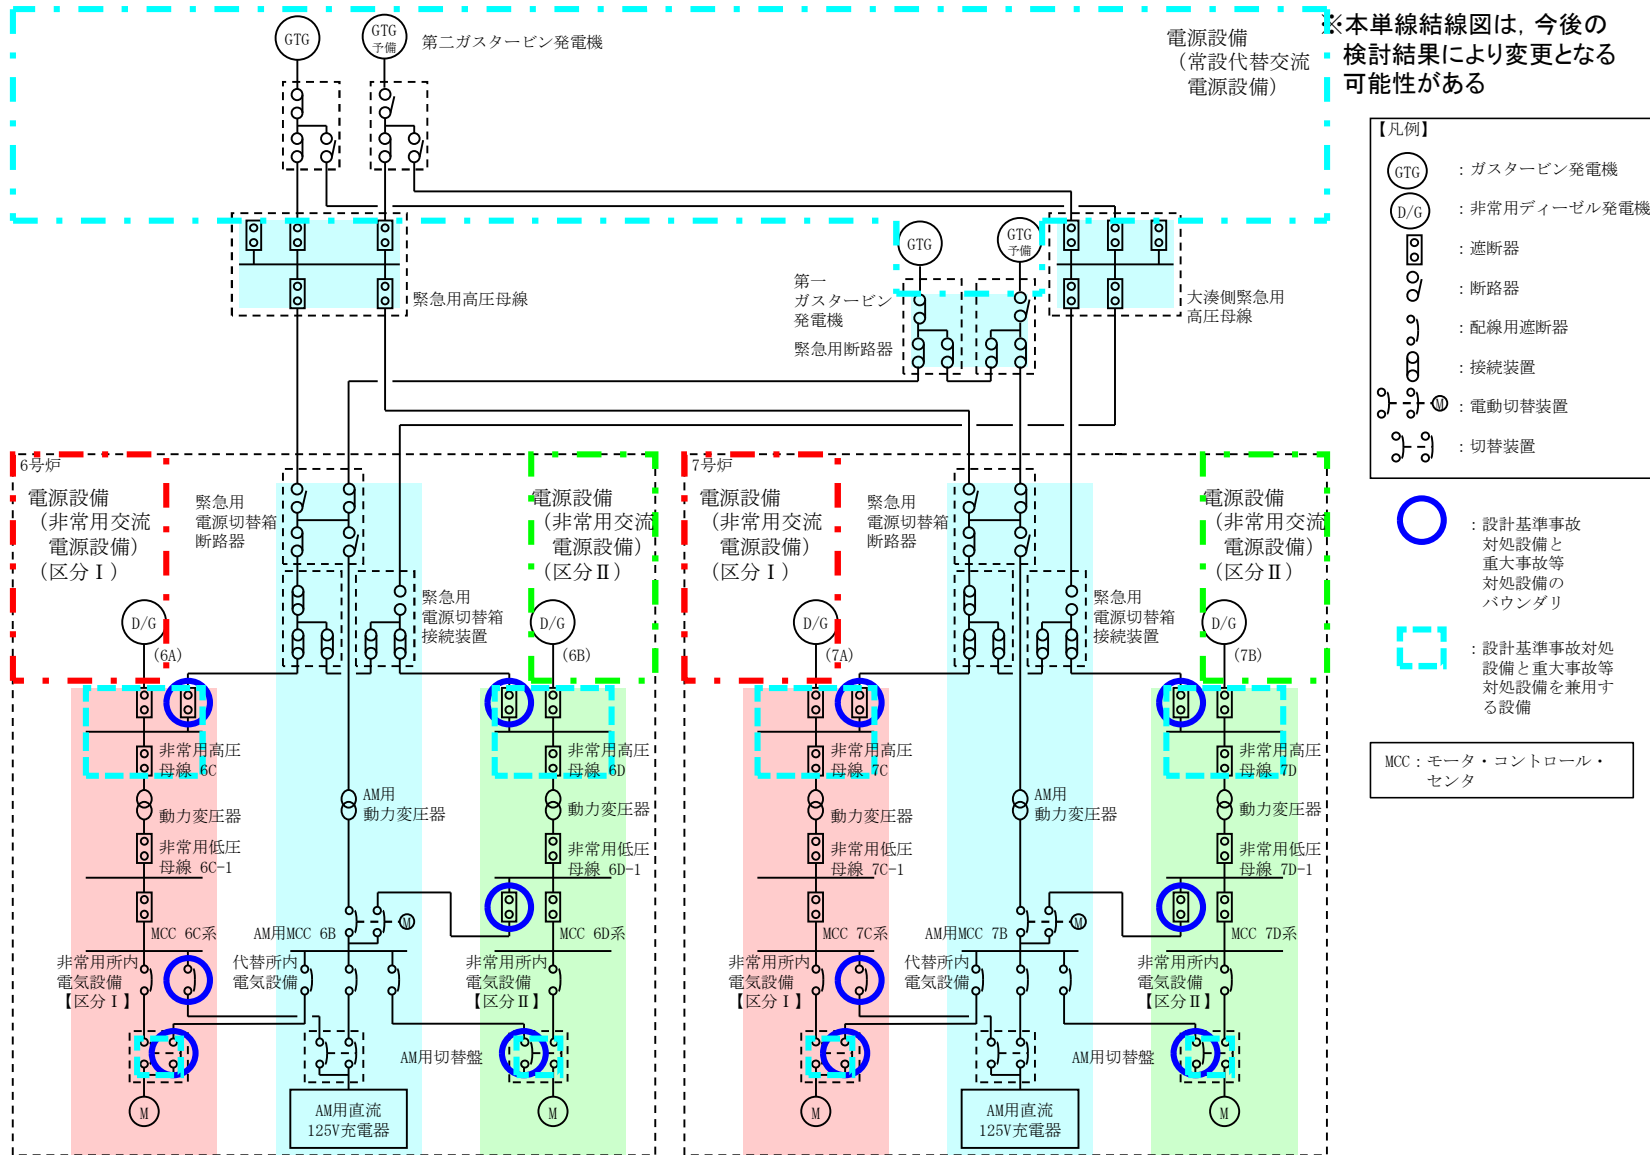 GTG
GTG
予備
第二ガスタービン発電機
電源設備
（常設代替交流
電源設備）
※本単線結線図は，今後の
検討結果により変更となる
可能性がある
緊急用高圧母線
GTG
GTG
予備
第一
ガスタービン
発電機
緊急用断路器
大湊側緊急用
高圧母線
【凡例】
GTG
：ガスタービン発電機
D/G
：非常用ディーゼル発電機
：遮断器
：断路器
：配線用遮断器
：接続装置
M
：電動切替装置
：切替装置
：設計基準事故
対処設備と
重大事故等
対処設備の
バウンダリ
：設計基準事故対処
設備と重大事故等
対処設備を兼用す
る設備
MCC：モータ・コントロール・
センタ
6号炉
電源設備
（非常用交流
電源設備）
（区分Ⅰ）
緊急用
電源切替箱
断路器
電源設備
（非常用交流
電源設備）
（区分Ⅱ）
D/G
(6A)
緊急用
電源切替箱
接続装置
D/G
(6B)
非常用高圧
母線 6C
非常用高圧
母線 6D
動力変圧器
AM用
動力変圧器
動力変圧器
非常用低圧
母線 6C-1
非常用低圧
母線 6D-1
MCC 6C系
AM用MCC 6B
M
MCC 6D系
非常用所内
電気設備
【区分Ⅰ】
代替所内
電気設備
非常用所内
電気設備
【区分Ⅱ】
AM用切替盤
M
AM用直流
125V充電器
M
7号炉
電源設備
（非常用交流
電源設備）
（区分Ⅰ）
緊急用
電源切替箱
断路器
電源設備
（非常用交流
電源設備）
（区分Ⅱ）
D/G
(7A)
緊急用
電源切替箱
接続装置
D/G
(7B)
非常用高圧
母線 7C
非常用高圧
母線 7D
動力変圧器
AM用
動力変圧器
動力変圧器
非常用低圧
母線 7C-1
非常用低圧
母線 7D-1
MCC 7C系
AM用MCC 7B
M
MCC 7D系
非常用所内
電気設備
【区分Ⅰ】
代替所内
電気設備
非常用所内
電気設備
【区分Ⅱ】
AM用切替盤
M
AM用直流
125V充電器
M